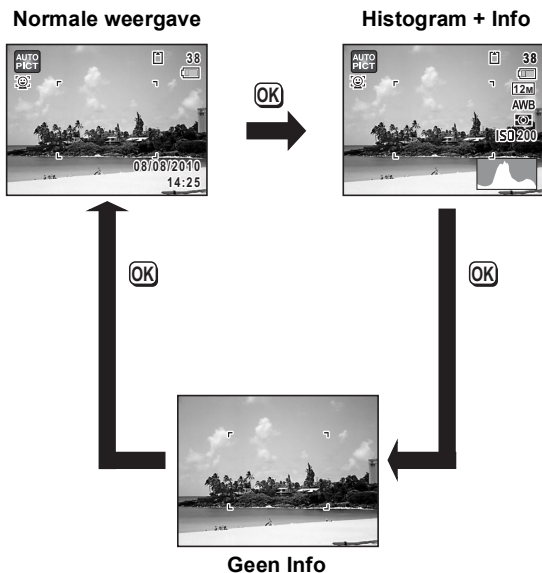 Normale weergave
Histogram + Info
AUTO
PICT
38
08/08/2010
14:25
OK
AUTO
PICT
38
12M
AWB
ISO 200
OK
OK
Geen Info